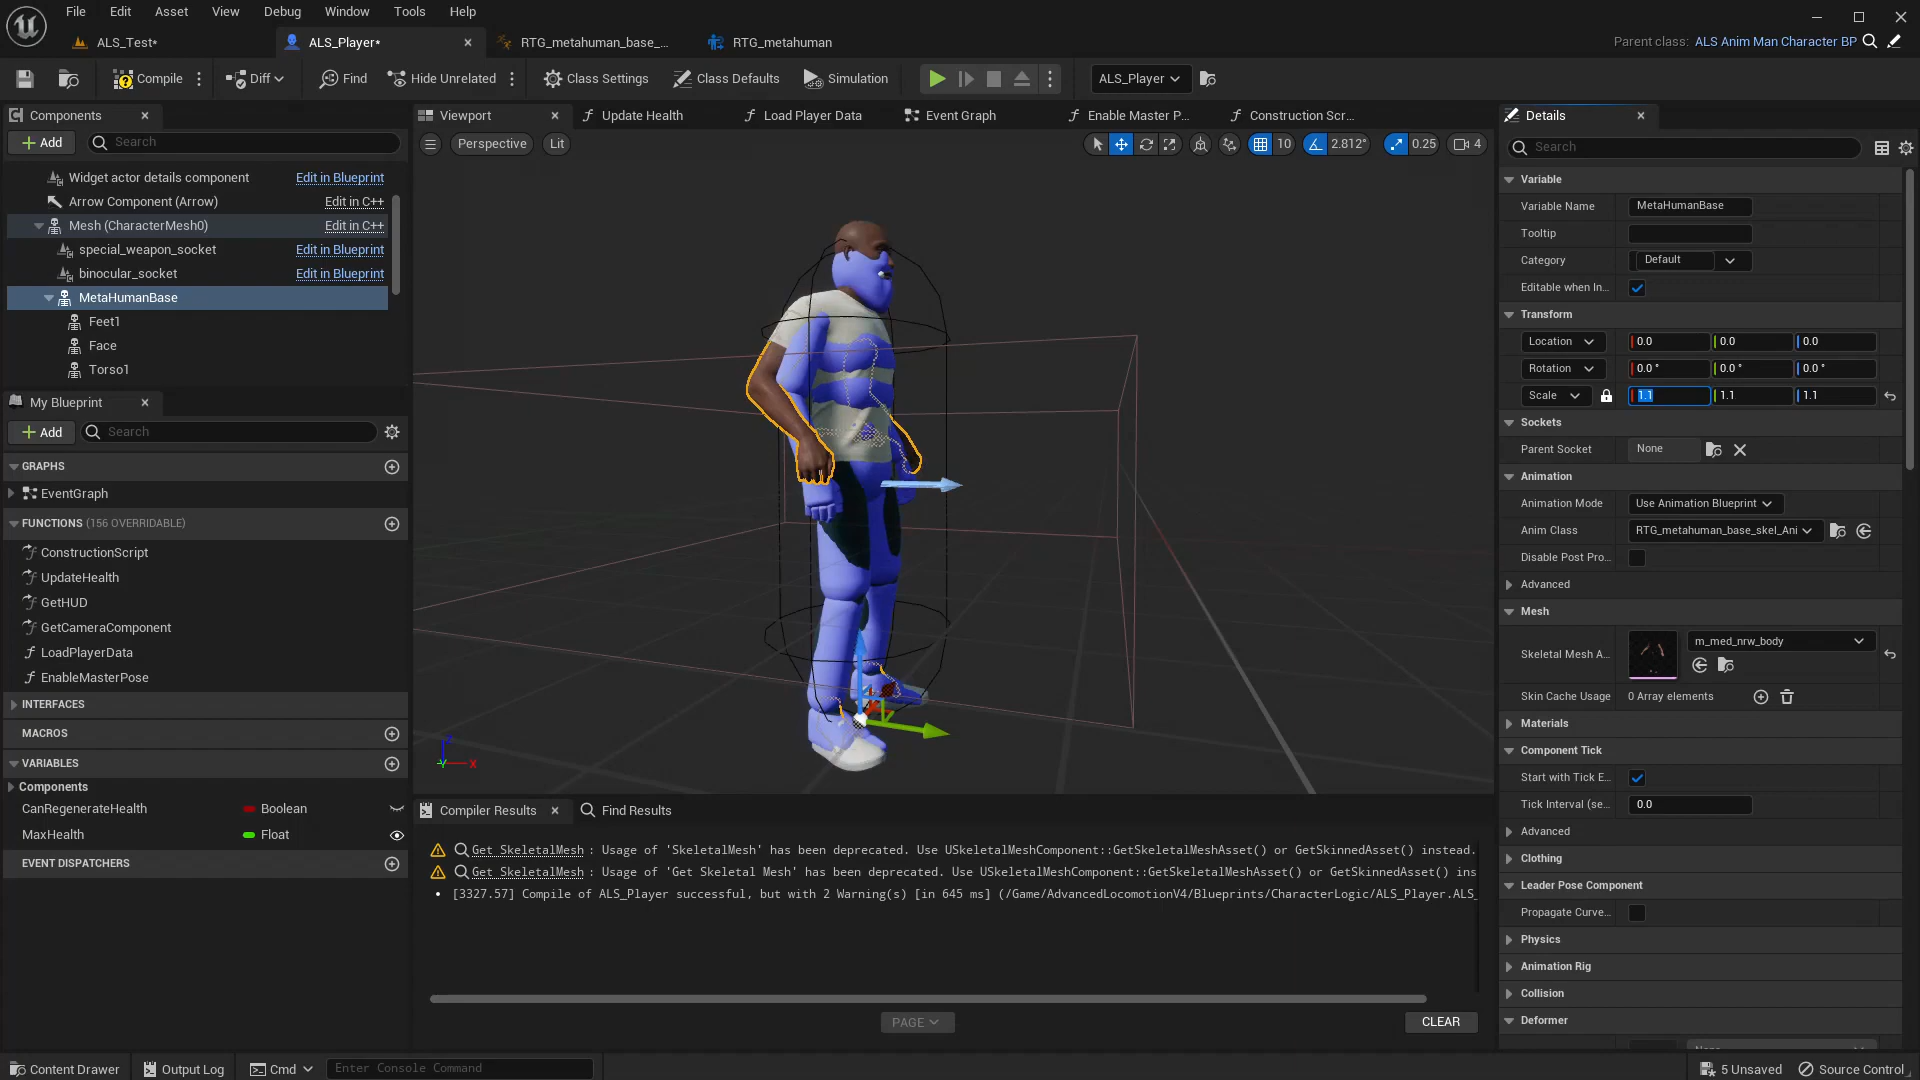 File Edit Asset View Debug Window Tools Help
ALS_Test* ALS_Player* RTG_metahuman_base_... RTG_metahuman Parent class: ALS Anim Man Character BP
Compile Diff Find Hide Unrelated Class Settings Class Defaults Simulation ALS_Player
Components
Add Search
Widget actor details component Edit in Blueprint
Arrow Component (Arrow) Edit in C++
Mesh (CharacterMesh0) Edit in C++
special_weapon_socket Edit in Blueprint
binocular_socket Edit in Blueprint
MetaHumanBase
Feet1
Face
Torso1
My Blueprint
Add Search
GRAPHS
EventGraph
FUNCTIONS (156 OVERRIDABLE)
ConstructionScript
UpdateHealth
GetHUD
GetCameraComponent
LoadPlayerData
EnableMasterPose
INTERFACES
MACROS
VARIABLES
Components
CanRegenerateHealth Boolean
MaxHealth Float
EVENT DISPATCHERS
Viewport Update Health Load Player Data Event Graph Enable Master P... Construction Scr...
Perspective Lit 10 2.812° 0.25 4
Z
Y X
Compiler Results Find Results
Get SkeletalMesh : Usage of 'SkeletalMesh' has been deprecated. Use USkeletalMeshComponent::GetSkeletalMeshAsset() or GetSkinnedAsset() instead.
Get SkeletalMesh : Usage of 'Get Skeletal Mesh' has been deprecated. Use USkeletalMeshComponent::GetSkeletalMeshAsset() or GetSkinnedAsset() ins
[3327.57] Compile of ALS_Player successful, but with 2 Warning(s) [in 645 ms] (/Game/AdvancedLocomotionV4/Blueprints/CharacterLogic/ALS_Player.ALS_
PAGE CLEAR
Details
Search
Variable
Variable Name MetaHumanBase
Tooltip
Category Default
Editable when In...
Transform
Location 0.0 0.0 0.0
Rotation 0.0 ° 0.0 ° 0.0 °
Scale 1.1 1.1 1.1
Sockets
Parent Socket None
Animation
Animation Mode Use Animation Blueprint
Anim Class RTG_metahuman_base_skel_Ani
Disable Post Pro...
Advanced
Mesh
Skeletal Mesh A... m_med_nrw_body
Skin Cache Usage 0 Array elements
Materials
Component Tick
Start with Tick E...
Tick Interval (se... 0.0
Advanced
Clothing
Leader Pose Component
Propagate Curve...
Physics
Animation Rig
Collision
Deformer
Content Drawer Output Log Cmd Enter Console Command 5 Unsaved Source Control